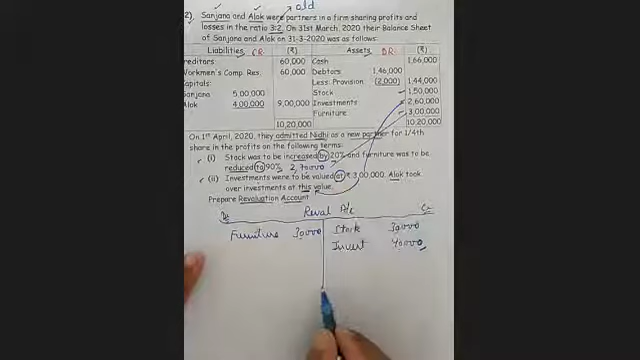 old
2) Sanjana and Alok were partners in a firm sharing profits and
losses in the ratio 3:2. On 31st March, 2020 their Balance Sheet
of Sanjana and Alok on 31-3-2020 was as follows:
Liabilities CR. (₹) Assets DR. (₹)
reditors 60,000 Cash 1,66,000
Workmen's Comp. Res. 60,000 Debtors 1,46,000
Capitals: Less. Provision (2,000) 1,44,000
Sanjana 5,00,000 Stock 1,50,000
Alok 4,00,000 9,00,000 Investments 2,60,000
Furniture 3,00,000
10,20,000 10,20,000
On 1st April, 2020, they admitted Nidhi as a new partner for 1/4th
share in the profits on the following terms:
(i) Stock was to be increased by 20% and furniture was to be
reduced to 90%. 2,70000
(ii) Investments were to be valued at ₹ 3,00,000. Alok took
over investments at this value.
Prepare Revaluation Account
Dr Reval A/c Cr
Furniture 30000 Stock 30000
Invest 40000